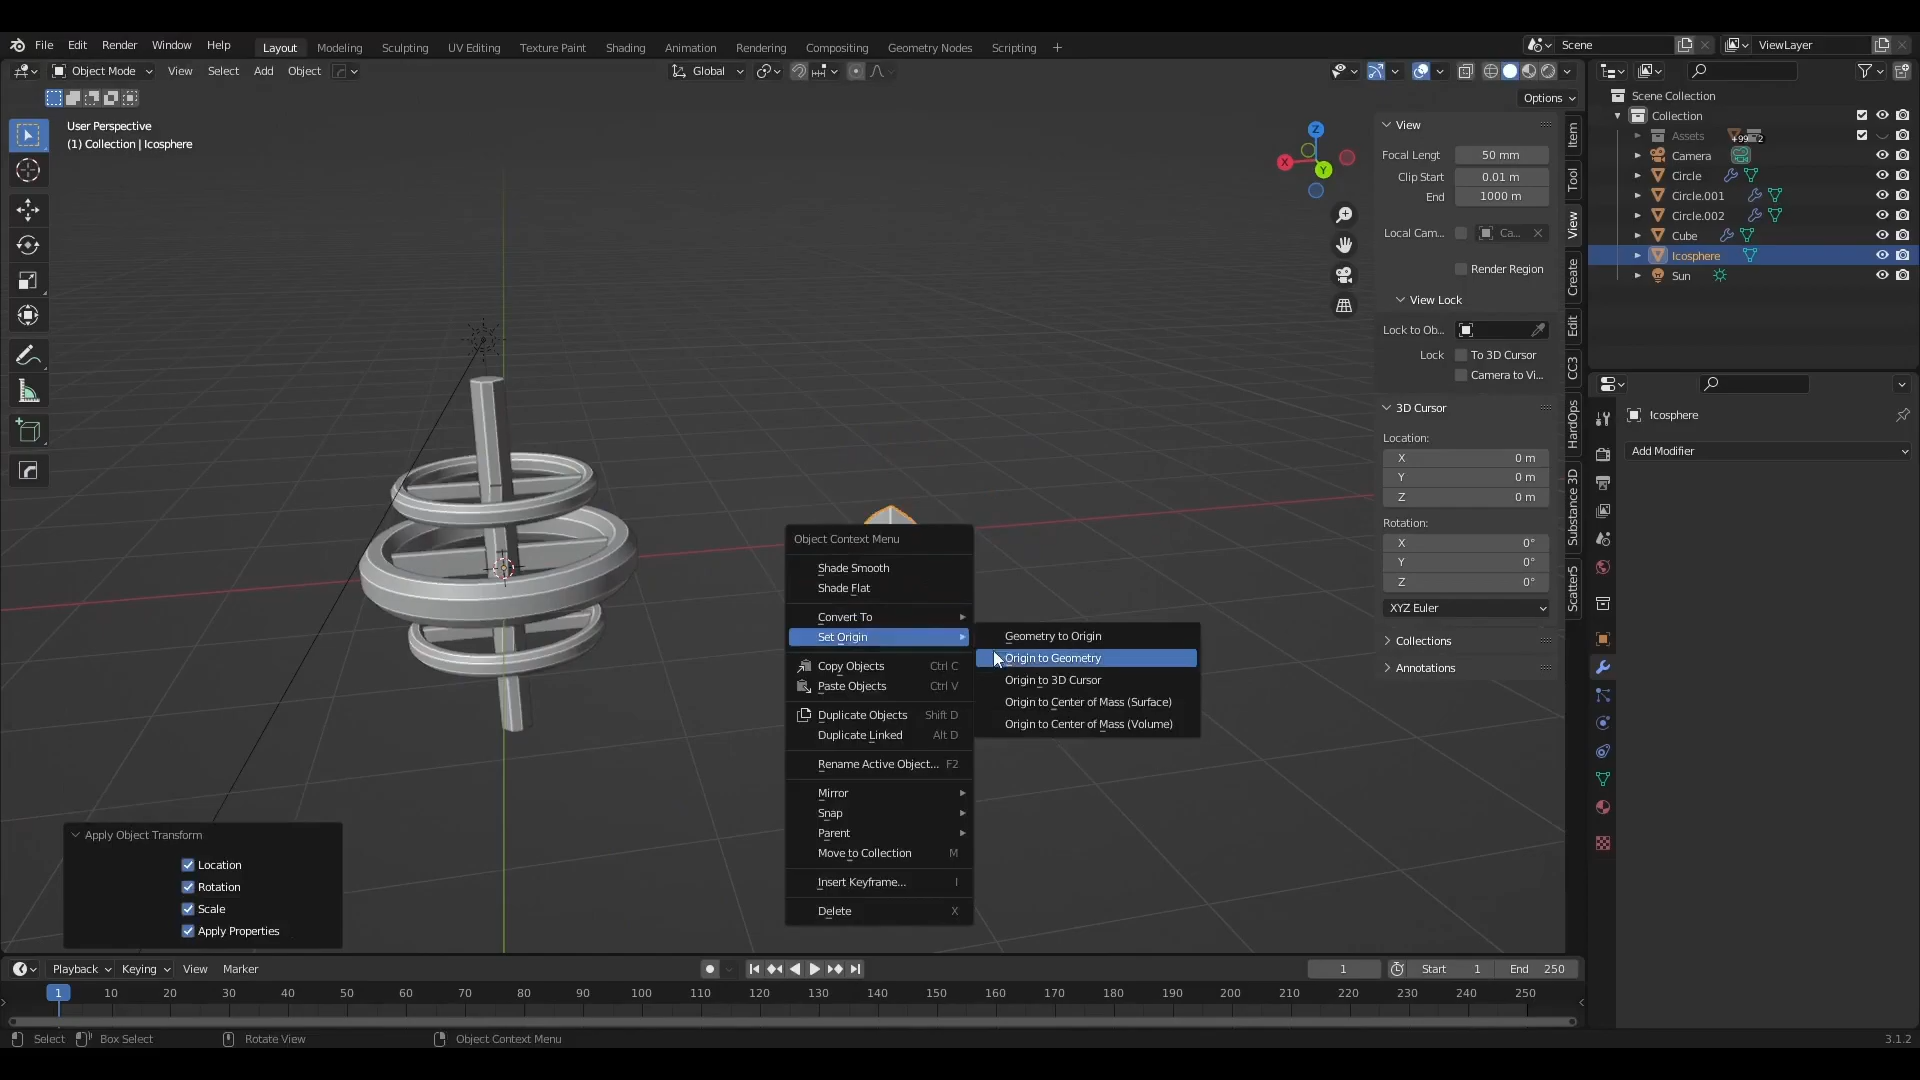 File Edit Render Window Help Layout Modeling Sculpting UV Editing Texture Paint Shading Animation Rendering Compositing Geometry Nodes Scripting + Scene ViewLayer
Object Mode View Select Add Object Global
Options
User Perspective
(1) Collection | Icosphere
Z
X
Y
View
Focal Lengt 50 mm
Clip Start 0.01 m
End 1000 m
Local Cam... Ca...
Render Region
View Lock
Lock to Ob...
Lock To 3D Cursor
Camera to Vi...
3D Cursor
Location:
X 0 m
Y 0 m
Z 0 m
Rotation:
X 0°
Y 0°
Z 0°
XYZ Euler
Collections
Annotations
Item
Tool
View
Create
Edit
CC3
HardOps
Substance 3D
Scatter5
Scene Collection
Collection
Assets +99 2
Camera
Circle
Circle.001
Circle.002
Cube
Icosphere
Sun
Icosphere
Add Modifier
Object Context Menu
Shade Smooth
Shade Flat
Convert To
Set Origin
Copy Objects Ctrl C
Paste Objects Ctrl V
Duplicate Objects Shift D
Duplicate Linked Alt D
Rename Active Object... F2
Mirror
Snap
Parent
Move to Collection M
Insert Keyframe... I
Delete X
Geometry to Origin
Origin to Geometry
Origin to 3D Cursor
Origin to Center of Mass (Surface)
Origin to Center of Mass (Volume)
Apply Object Transform
Location
Rotation
Scale
Apply Properties
Playback Keying View Marker 1 Start 1 End 250
1 10 20 30 40 50 60 70 80 90 100 110 120 130 140 150 160 170 180 190 200 210 220 230 240 250
Select Box Select Rotate View Object Context Menu 3.1.2